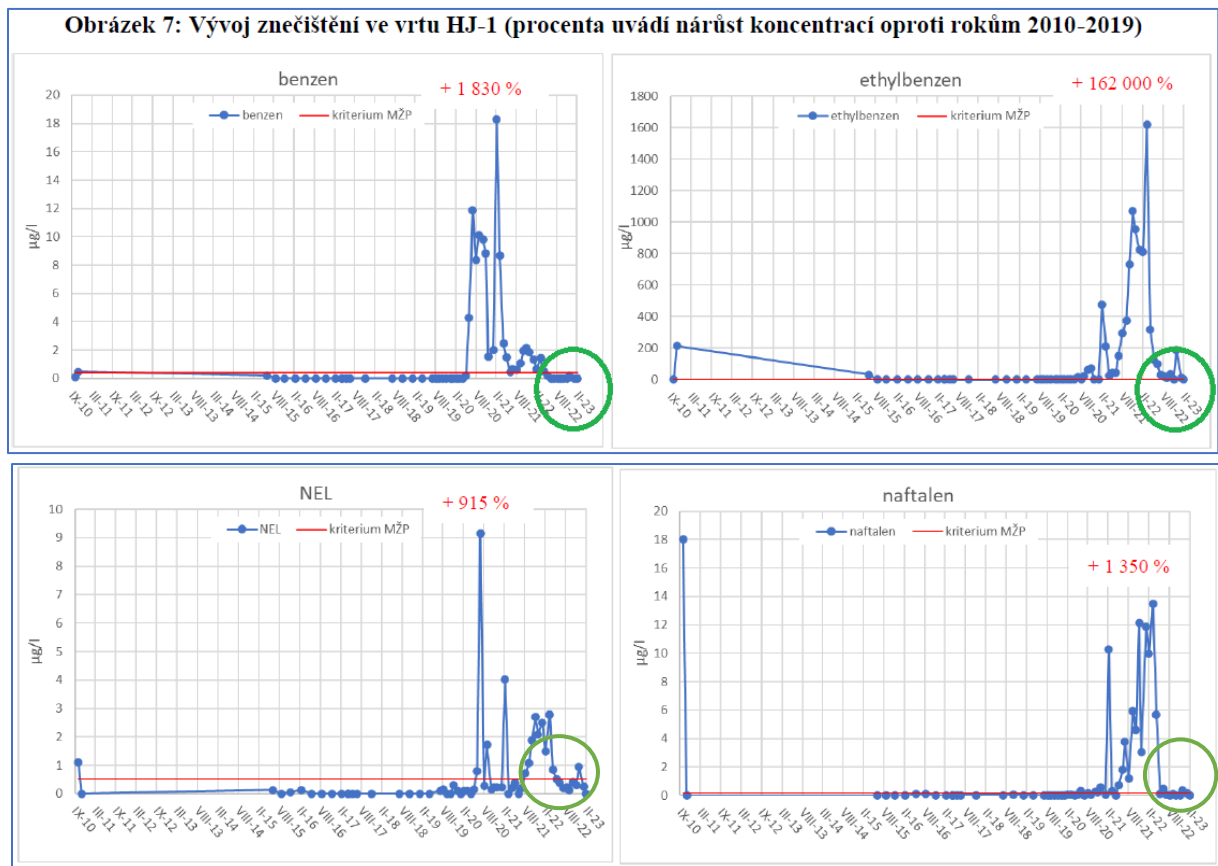 Obrázek 7: Vývoj znečištění ve vrtu HJ-1 (procenta uvádí nárůst koncentrací oproti rokům 2010-2019)
benzen
+ 1 830 %
benzen kriterium MŽP
µg/l
20
18
16
14
12
10
8
6
4
2
0
IX-10 III-11 IX-11 III-12 IX-12 III-13 VIII-13 II-14 VIII-14 II-15 VIII-15 II-16 VIII-16 II-17 VIII-17 II-18 VIII-18 II-19 VIII-19 II-20 VIII-20 II-21 VIII-21 II-22 VIII-22 II-23
ethylbenzen
+ 162 000 %
ethylbenzen kriterium MŽP
µg/l
1800
1600
1400
1200
1000
800
600
400
200
0
IX-10 III-11 IX-11 III-12 IX-12 III-13 VIII-13 II-14 VIII-14 II-15 VIII-15 II-16 VIII-16 II-17 VIII-17 II-18 VIII-18 II-19 VIII-19 II-20 VIII-20 II-21 VIII-21 II-22 VIII-22 II-23
NEL
+ 915 %
NEL kriterium MŽP
µg/l
10
9
8
7
6
5
4
3
2
1
0
IX-10 III-11 IX-11 III-12 IX-12 III-13 VIII-13 II-14 VIII-14 II-15 VIII-15 II-16 VIII-16 II-17 VIII-17 II-18 VIII-18 II-19 VIII-19 II-20 VIII-20 II-21 VIII-21 II-22 VIII-22 II-23
naftalen
naftalen kriterium MŽP
+ 1 350 %
µg/l
20
18
16
14
12
10
8
6
4
2
0
IX-10 III-11 IX-11 III-12 IX-12 III-13 VIII-13 II-14 VIII-14 II-15 VIII-15 II-16 VIII-16 II-17 VIII-17 II-18 VIII-18 II-19 VIII-19 II-20 VIII-20 II-21 VIII-21 II-22 VIII-22 II-23